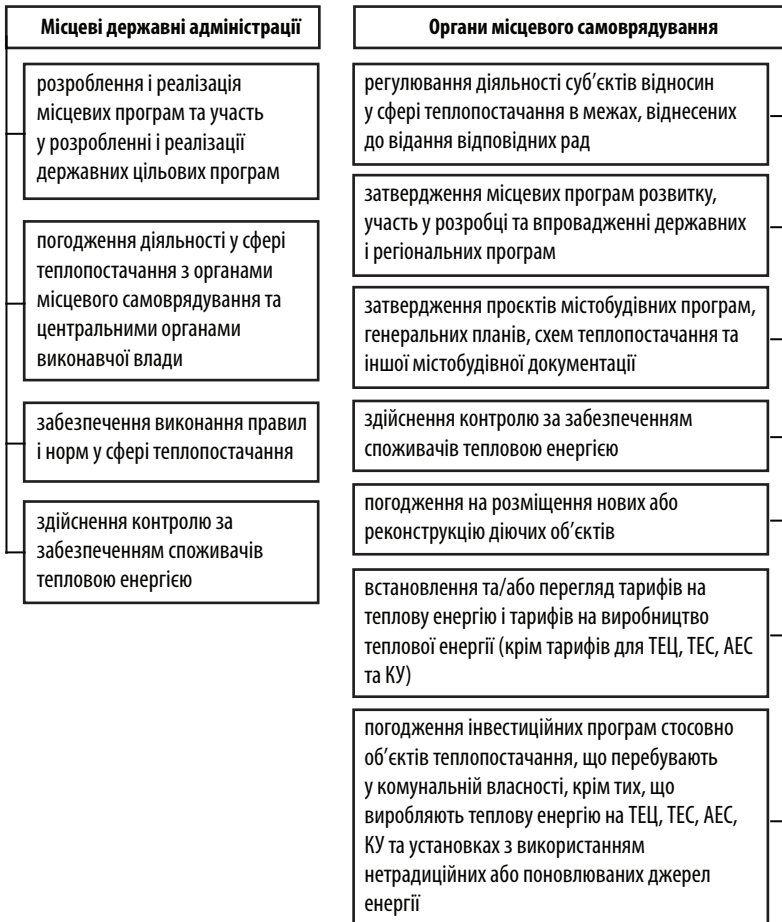 Місцеві державні адміністрації
розроблення і реалізація
місцевих програм та участь
у розробленні і реалізації
державних цільових програм
погодження діяльності у сфері
теплопостачання з органами
місцевого самоврядування та
центральними органами
виконавчої влади
забезпечення виконання правил
і норм у сфері теплопостачання
здійснення контролю за
забезпеченням споживачів
тепловою енергією
Органи місцевого самоврядування
регулювання діяльності суб’єктів відносин
у сфері теплопостачання в межах, віднесених
до відання відповідних рад
затвердження місцевих програм розвитку,
участь у розробці та впровадженні державних
і регіональних програм
затвердження проєктів містобудівних програм,
генеральних планів, схем теплопостачання та
іншої містобудівної документації
здійснення контролю за забезпеченням
споживачів тепловою енергією
погодження на розміщення нових або
реконструкцію діючих об’єктів
встановлення та/або перегляд тарифів на
теплову енергію і тарифів на виробництво
теплової енергії (крім тарифів для ТЕЦ, ТЕС, АЕС
та КУ)
погодження інвестиційних програм стосовно
об’єктів теплопостачання, що перебувають
у комунальній власності, крім тих, що
виробляють теплову енергію на ТЕЦ, ТЕС, АЕС,
КУ та установках з використанням
нетрадиційних або поновлюваних джерел
енергії